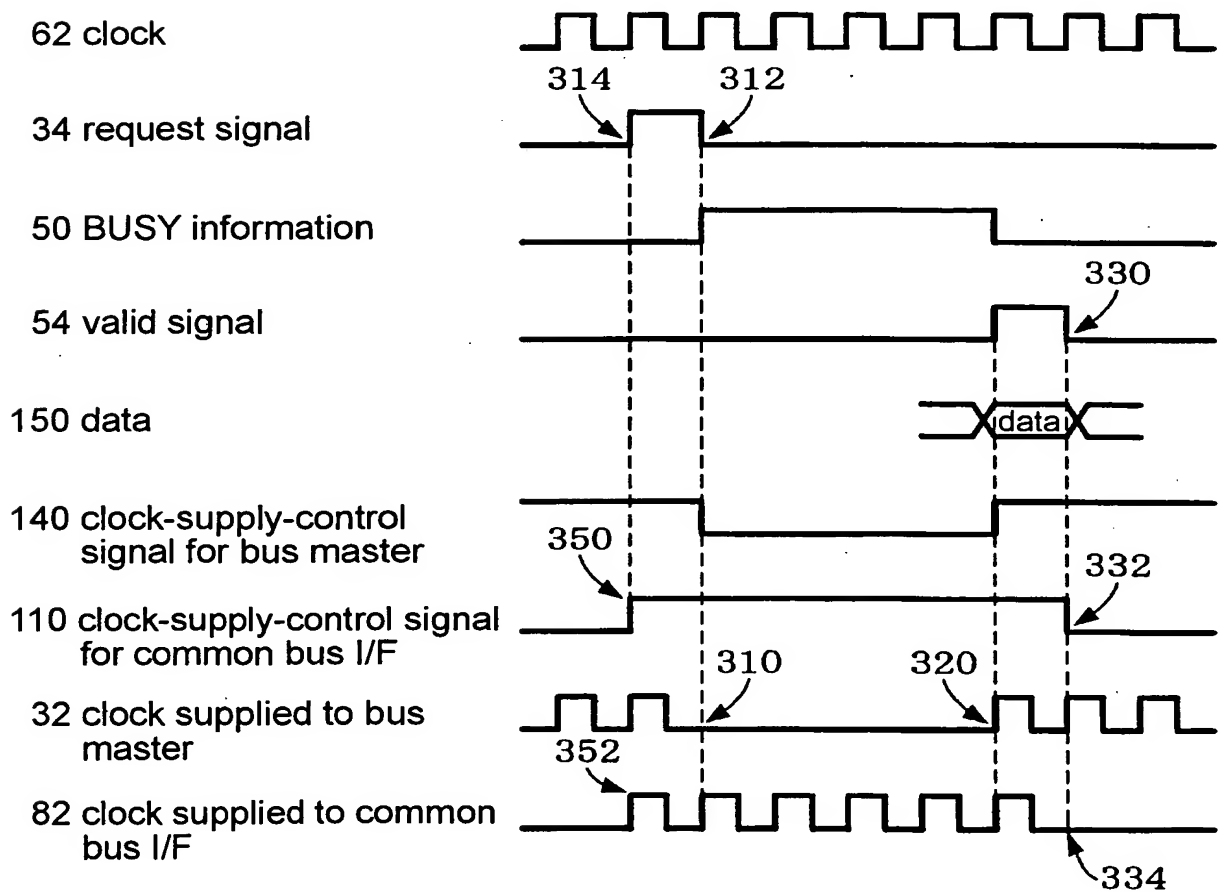 62 clock
314
312
34 request signal
50 BUSY information
330
54 valid signal
150 data
data
140 clock-supply-control
signal for bus master
350
332
110 clock-supply-control signal
for common bus I/F
310
320
32 clock supplied to bus
master
352
82 clock supplied to common
bus I/F
334